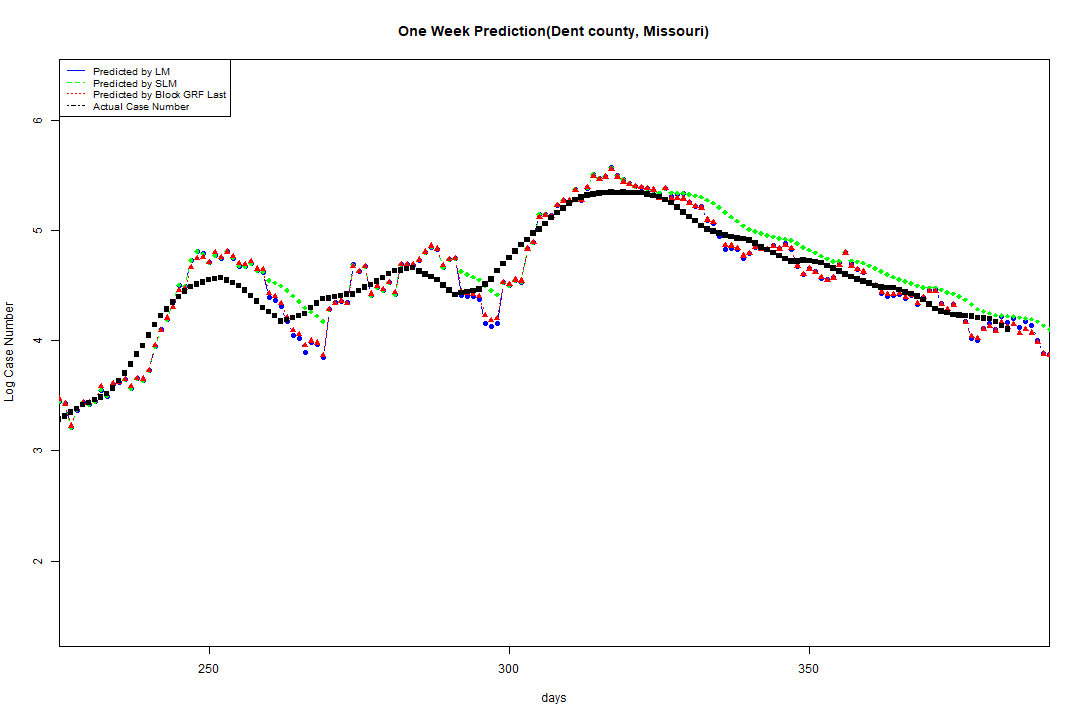 One Week Prediction(Dent county, Missouri)
Predicted by LM
Predicted by SLM
Predicted by Block GRF Last
Actual Case Number
6
5
4
3
2
Log Case Number
250
300
350
days